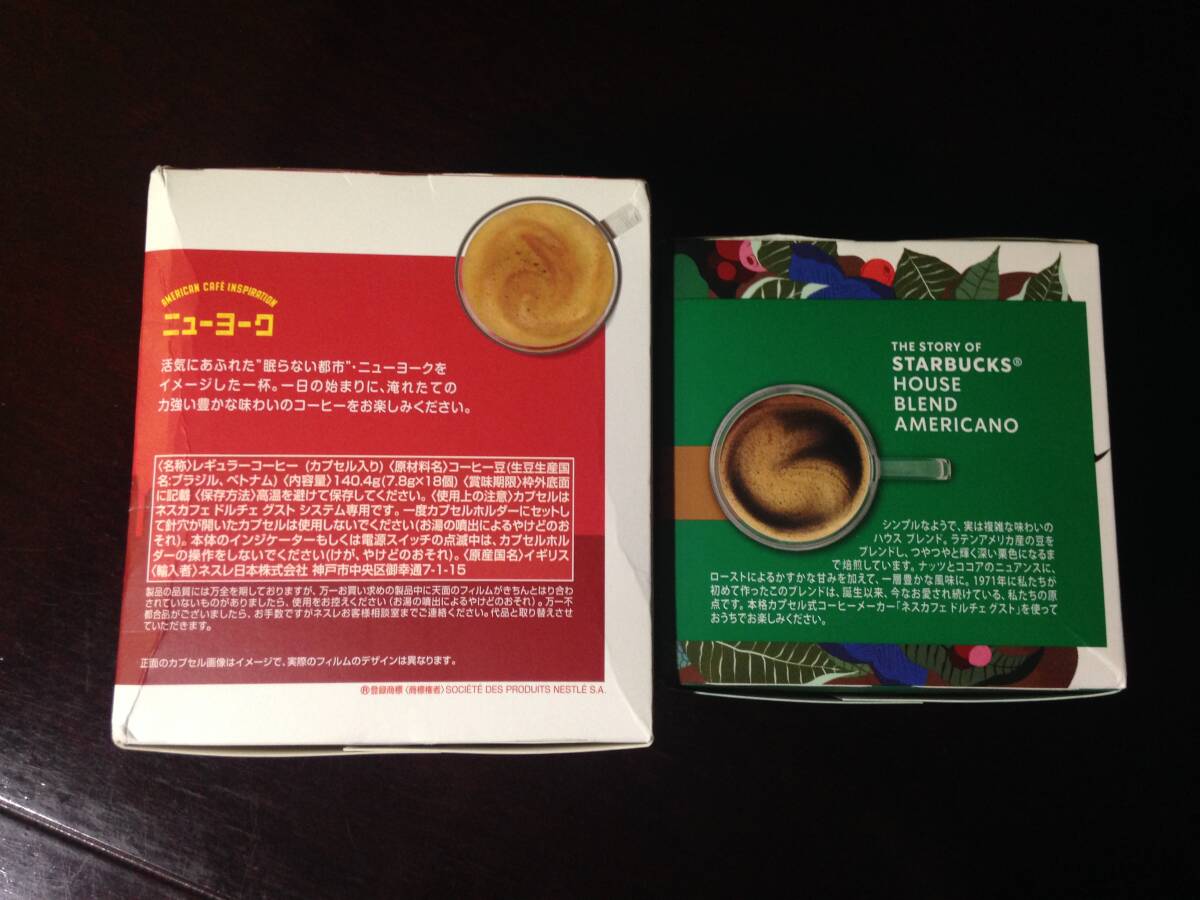 AMERICAN CAFÉ INSPIRATION
ニューヨーク
活気にあふれた"眠らない都市"・ニューヨークを
イメージした一杯。一日の始まりに、淹れたての
力強い豊かな味わいのコーヒーをお楽しみください。
〈名称〉レギュラーコーヒー (カプセル入り) 〈原材料名〉コーヒー豆(生豆生産国
名:ブラジル、ベトナム) 〈内容量〉140.4g(7.8g×18個) 〈賞味期限〉枠外底面
に記載 〈保存方法〉高温を避けて保存してください。〈使用上の注意〉カプセルは
ネスカフェ ドルチェ グスト システム専用です。一度カプセルホルダーにセットし
て針穴が開いたカプセルは使用しないでください(お湯の噴出によるやけどのお
それ)。本体のインジケーターもしくは電源スイッチの点滅中は、カプセルホル
ダーの操作をしないでください(けが、やけどのおそれ)。〈原産国名〉イギリス
〈輸入者〉ネスレ日本株式会社 神戸市中央区御幸通7-1-15
製品の品質には万全を期しておりますが、万一お買い求めの製品中に天面のフィルムがきちんとはり合わ
されていないものがありましたら、使用をお控えください(お湯の噴出によるやけどのおそれ)。万一不
都合品がございましたら、お手数ですがネスレお客様相談室までご連絡ください。代品と取り替えさせ
ていただきます。
正面のカプセル画像はイメージで、実際のフィルムのデザインは異なります。
®登録商標〈商標権者〉SOCIÉTÉ DES PRODUITS NESTLÉ S.A.
THE STORY OF
STARBUCKS®
HOUSE
BLEND
AMERICANO
シンプルなようで、実は複雑な味わいの
ハウス ブレンド。ラテンアメリカ産の豆を
ブレンドし、つやつやと輝く深い栗色になるま
で焙煎しています。ナッツとココアのニュアンスに、
ローストによるかすかな甘みを加えて、一層豊かな風味に。1971年に私たちが
初めて作ったこのブレンドは、誕生以来、今なお愛され続けている、私たちの原
点です。本格カプセル式コーヒーメーカー「ネスカフェ ドルチェ グスト」を使って
おうちでお楽しみください。